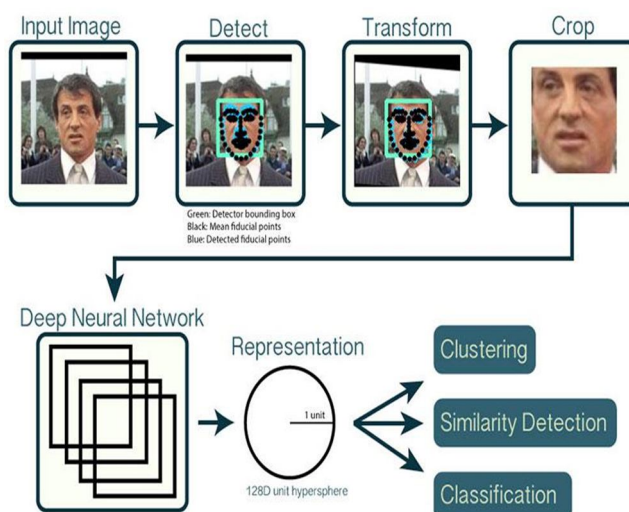 Input Image
Detect
Transform
Crop
Green: Detector bounding box
Black: Mean fiducial points
Blue: Detected fiducial points
Deep Neural Network
Representation
1 unit
128D unit hypersphere
Clustering
Similarity Detection
Classification